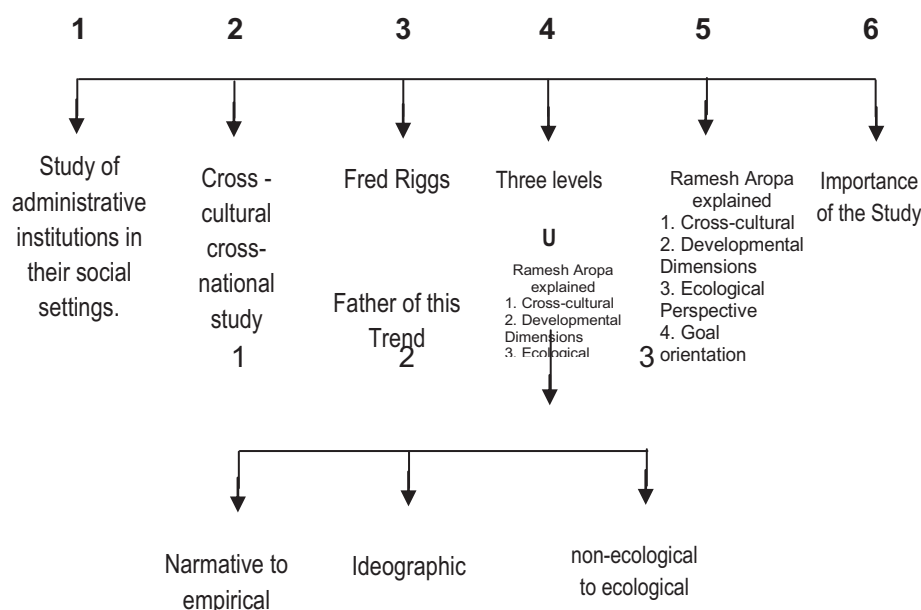 1
2
3
4
5
6
Study of
administrative
institutions in
their social
settings.
Cross -
cultural
cross-
national
study
Fred Riggs
Father of this
Trend
Three levels
U
Ramesh Aropa
explained
1. Cross-cultural
2. Developmental
Dimensions
3. Ecological
Ramesh Aropa
explained
1. Cross-cultural
2. Developmental
Dimensions
3. Ecological
Perspective
4. Goal
orientation
Importance
of the Study
1
2
3
Narmative to
empirical
Ideographic
non-ecological
to ecological